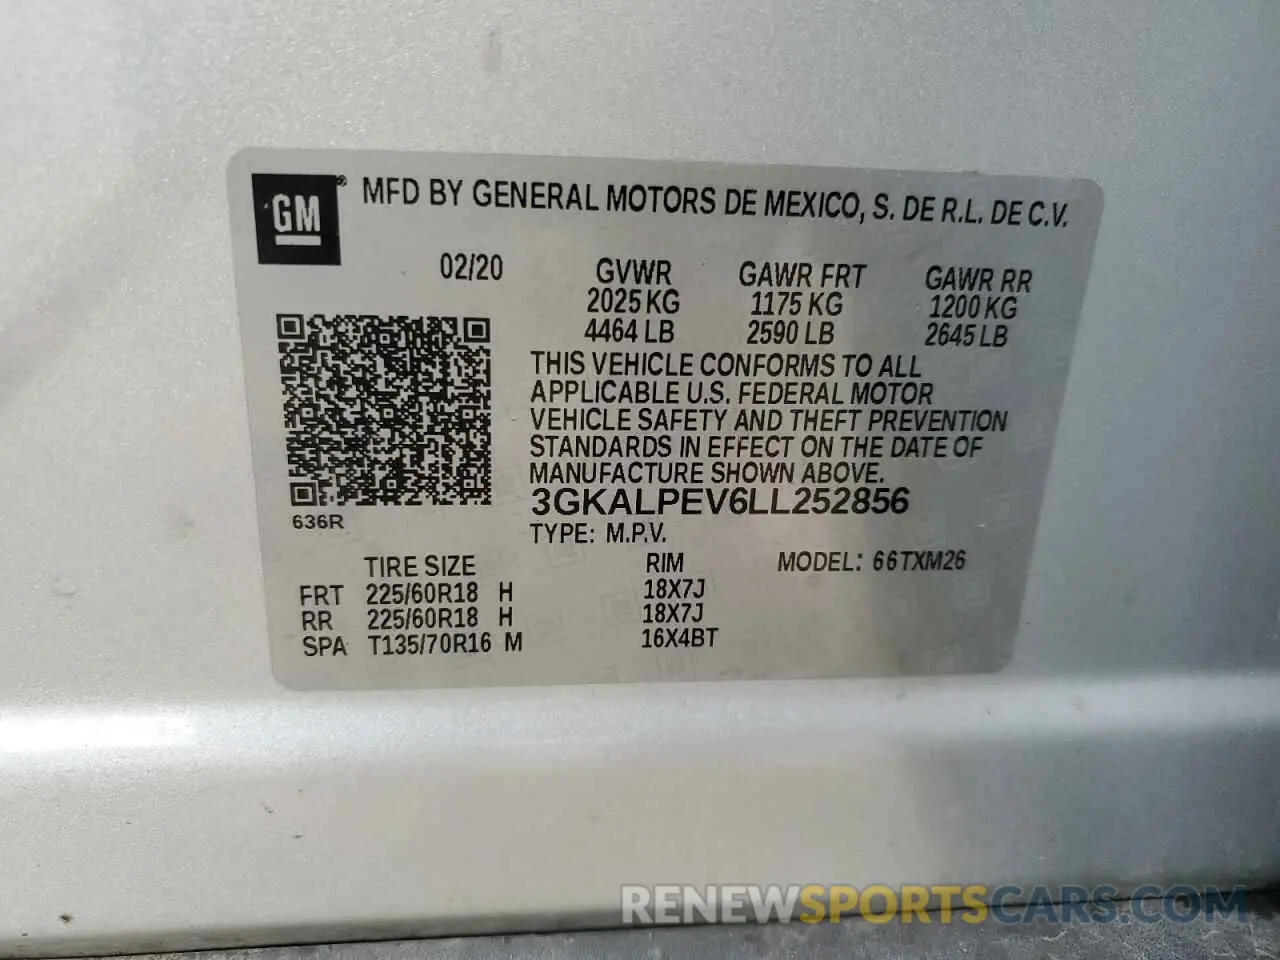 GM ® MFD BY GENERAL MOTORS DE MEXICO, S. DE R.L. DE C.V.
02/20 GVWR GAWR FRT GAWR RR
2025 KG 1175 KG 1200 KG
4464 LB 2590 LB 2645 LB
THIS VEHICLE CONFORMS TO ALL
APPLICABLE U.S. FEDERAL MOTOR
VEHICLE SAFETY AND THEFT PREVENTION
STANDARDS IN EFFECT ON THE DATE OF
MANUFACTURE SHOWN ABOVE.
3GKALPEV6LL252856
636R
TYPE: M.P.V.
TIRE SIZE RIM MODEL: 66TXM26
FRT 225/60R18 H 18X7J
RR 225/60R18 H 18X7J
SPA T135/70R16 M 16X4BT
RENEWSPORTSCARS.COM